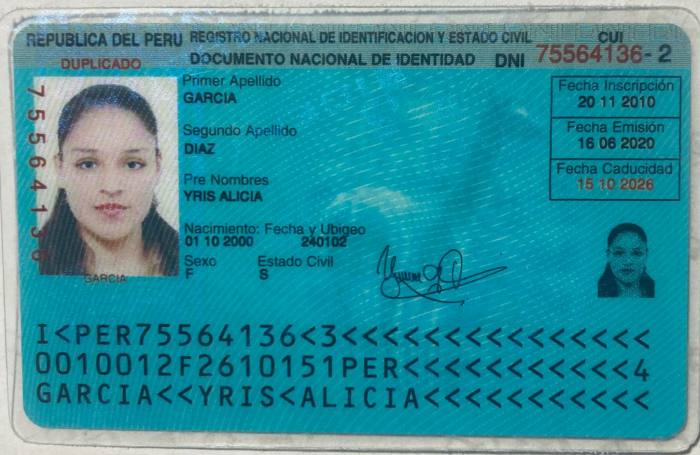 REPUBLICA DEL PERU REGISTRO NACIONAL DE IDENTIFICACION Y ESTADO CIVIL CUI
DUPLICADO DOCUMENTO NACIONAL DE IDENTIDAD DNI 75564136-2
Primer Apellido
GARCIA
Segundo Apellido
DIAZ
Pre Nombres
YRIS ALICIA
Nacimiento: Fecha y Ubigeo
01 10 2000 240102
Sexo Estado Civil
F S
Fecha Inscripción
20 11 2010
Fecha Emisión
16 06 2020
Fecha Caducidad
15 10 2026
75564136
GARCIA
I<PER75564136<3<<<<<<<<<<<<<<<
0010012F2610151PER<<<<<<<<<<<4
GARCIA<<YRIS<ALICIA<<<<<<<<<<<